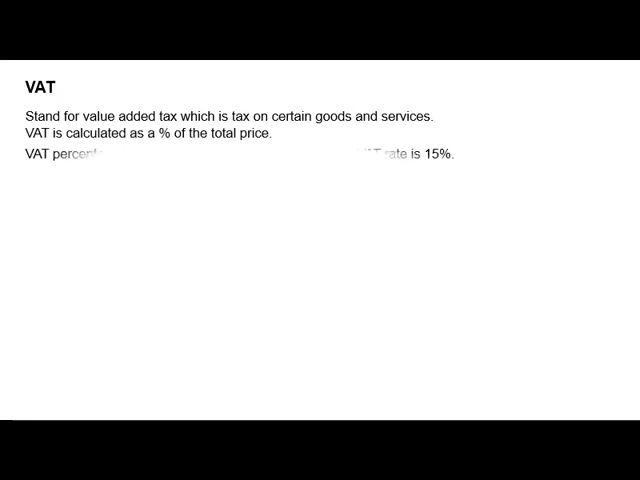 VAT
Stand for value added tax which is tax on certain goods and services.
VAT is calculated as a % of the total price.
VAT rate is 15%.